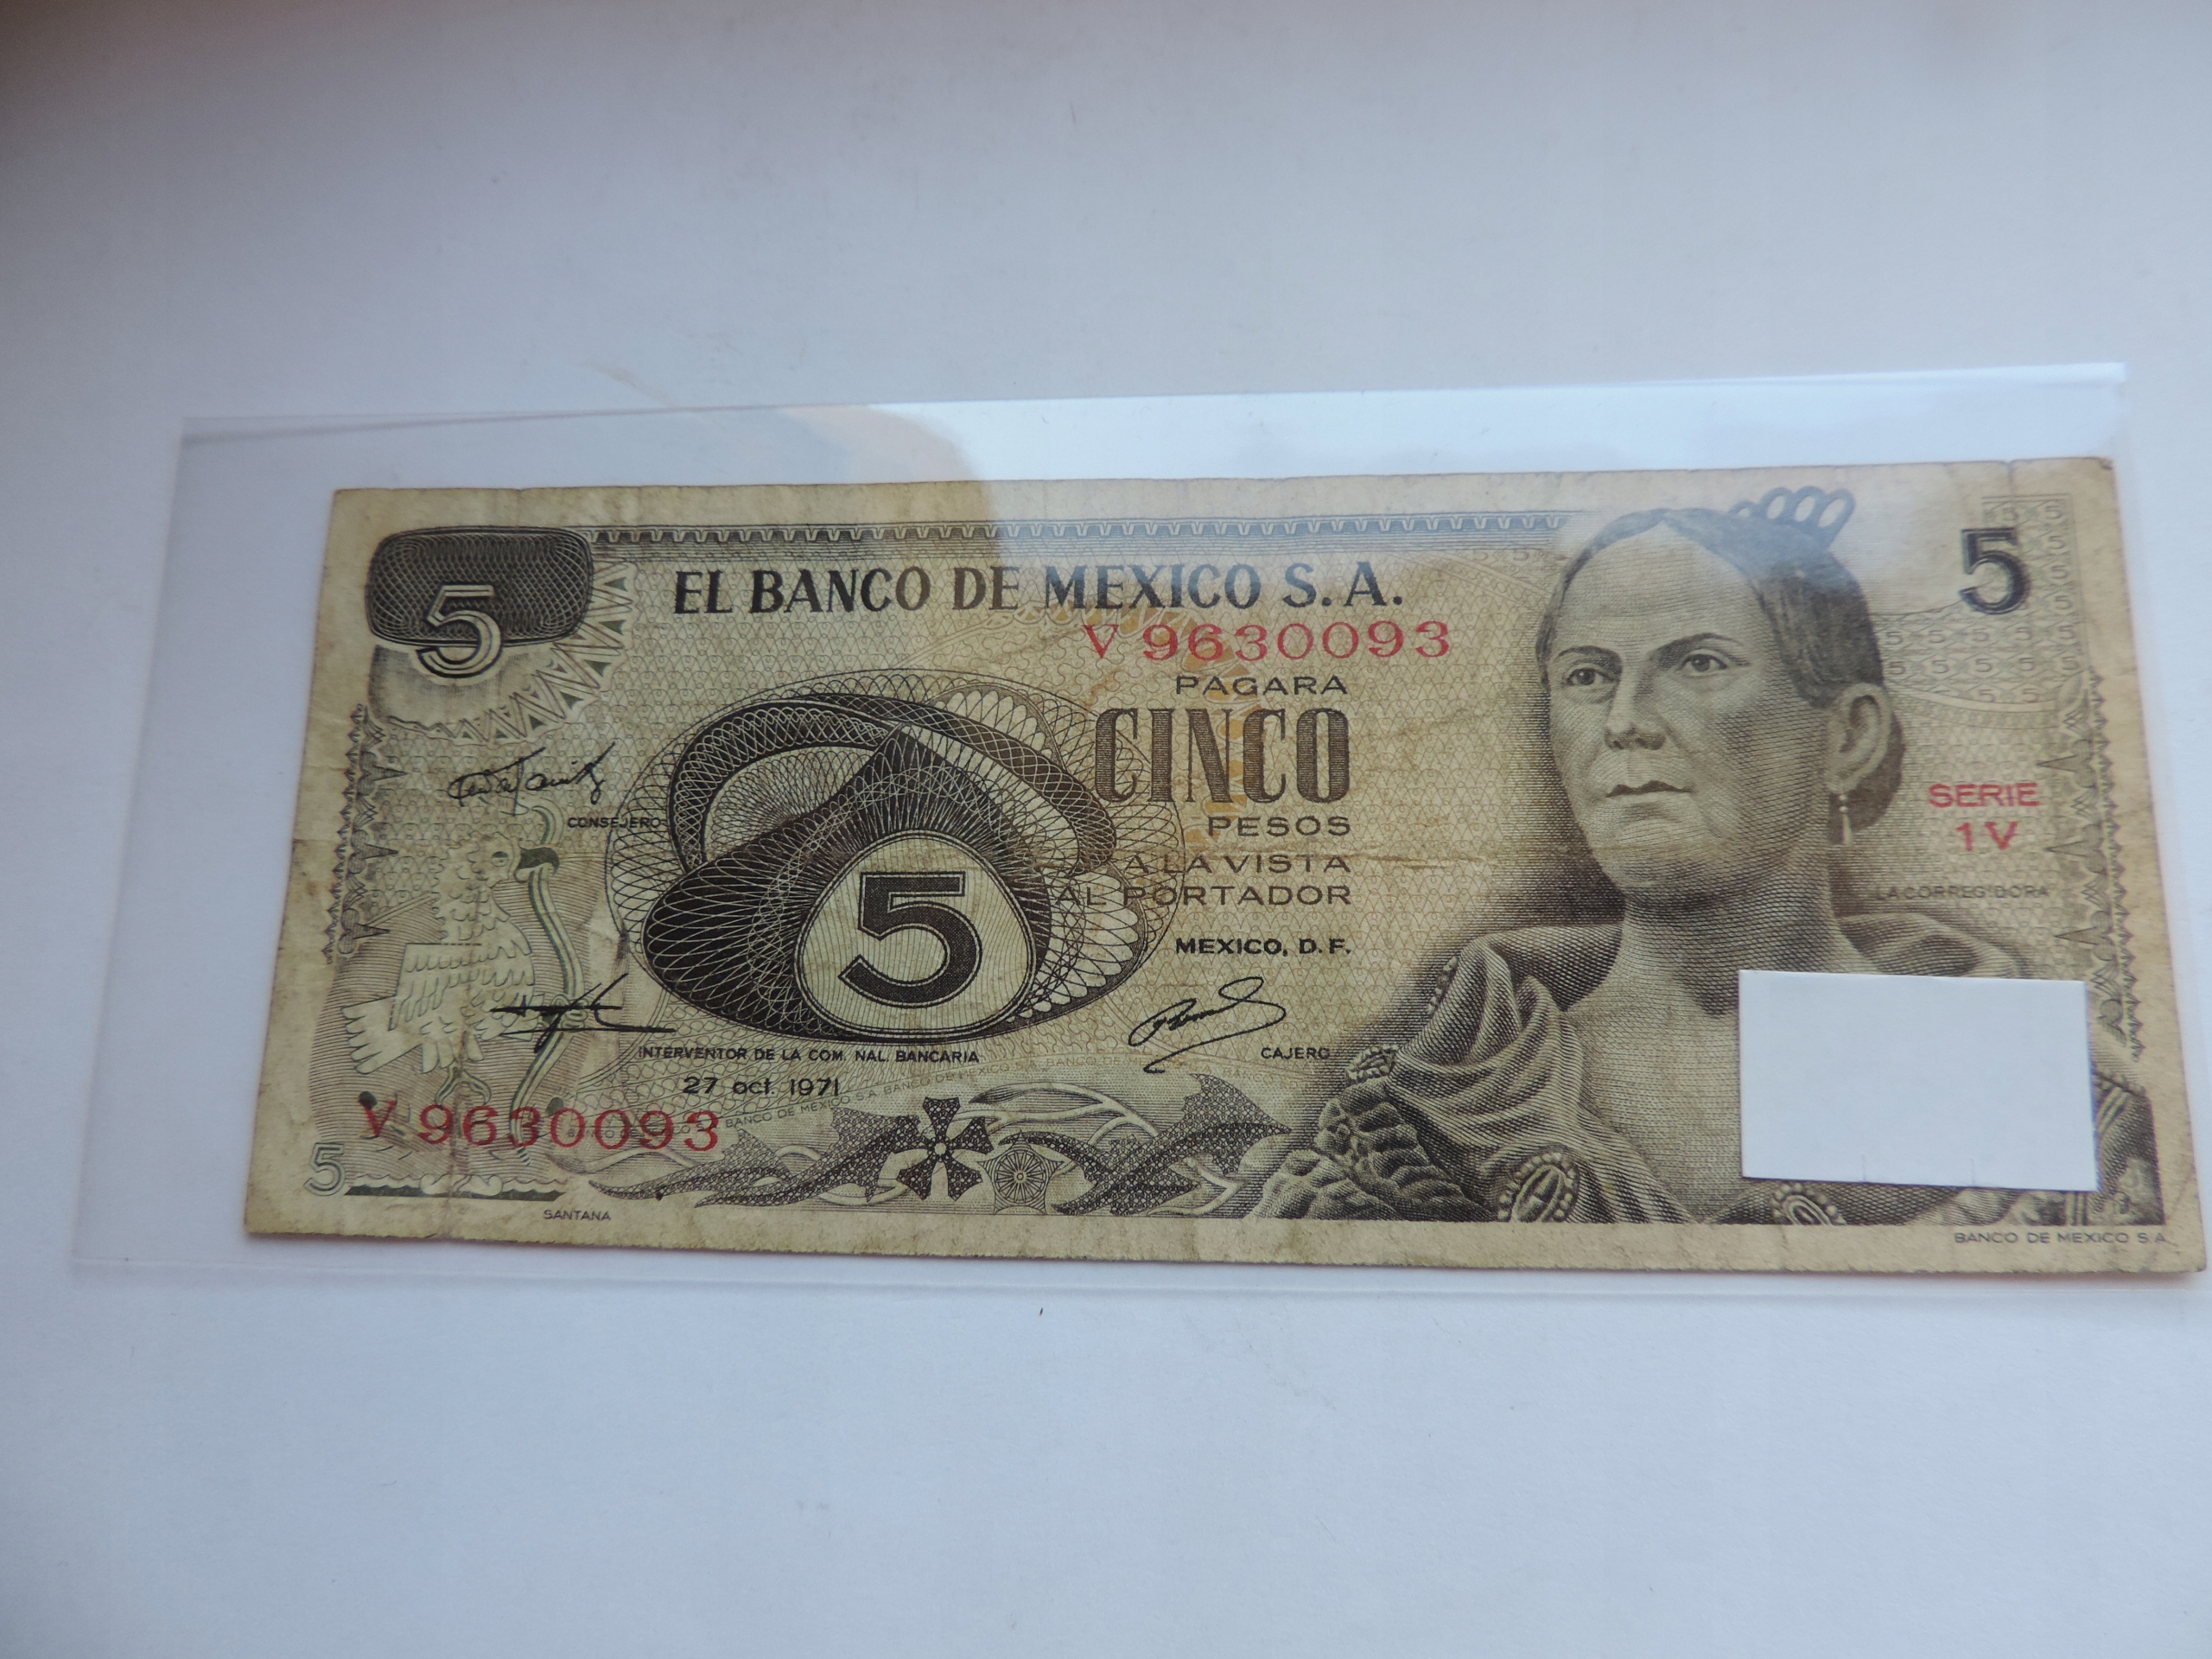 5
EL BANCO DE MEXICO S.A.
5
V 9630093
PAGARA
CINCO
PESOS
A LA VISTA
AL PORTADOR
MEXICO, D. F.
CONSEJERO
SERIE
1 V
LA CORREGIDORA
5
INTERVENTOR DE LA COM. NAL. BANCARIA
CAJERO
27 oct. 1971
V 9630093
5
SANTANA
BANCO DE MEXICO S.A.